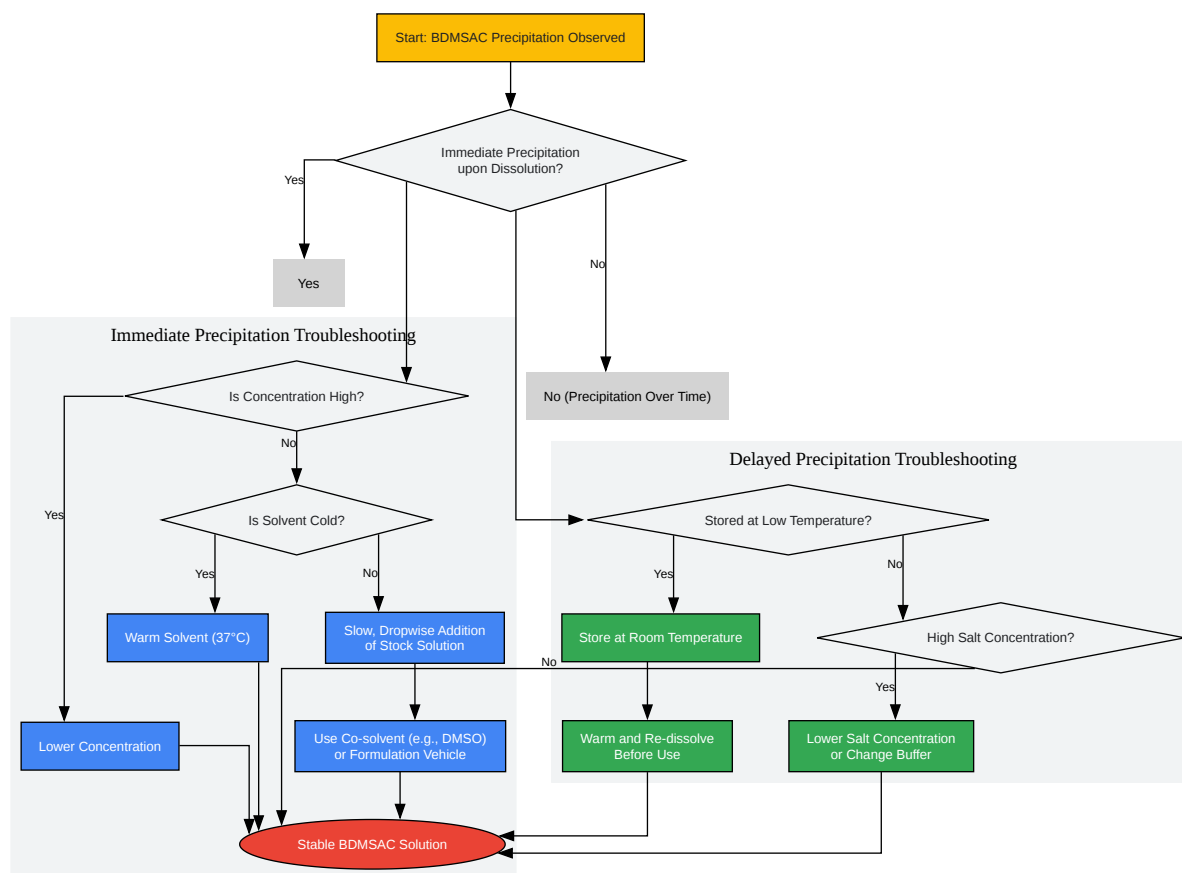 Start: BDMSAC Precipitation Observed
Immediate Precipitation
upon Dissolution?
Yes
Yes
No
Immediate Precipitation Troubleshooting
Is Concentration High?
No (Precipitation Over Time)
No
Yes
Is Solvent Cold?
Yes
No
Warm Solvent (37°C)
Slow, Dropwise Addition
of Stock Solution
Lower Concentration
Use Co-solvent (e.g., DMSO)
or Formulation Vehicle
Delayed Precipitation Troubleshooting
Stored at Low Temperature?
Yes
No
Store at Room Temperature
High Salt Concentration?
No
Yes
Warm and Re-dissolve
Before Use
Lower Salt Concentration
or Change Buffer
Stable BDMSAC Solution